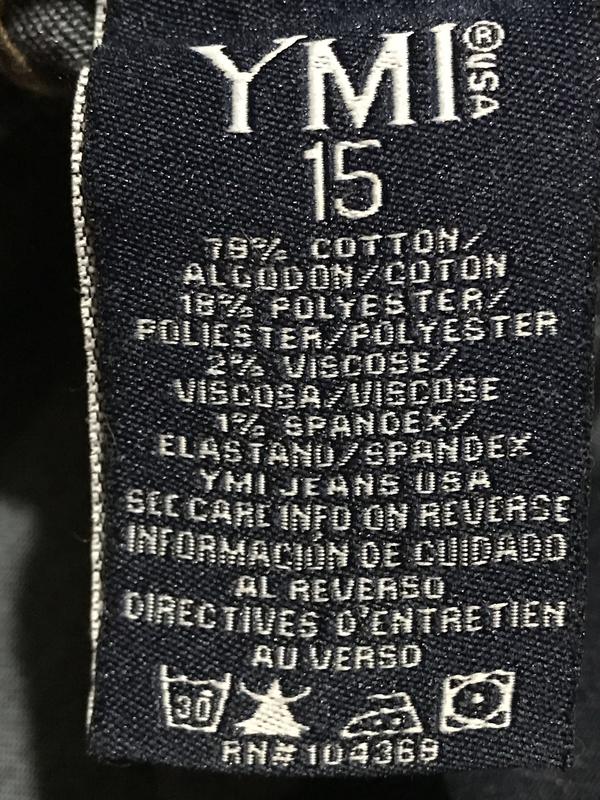 YMI® USA
15
79% COTTON/
ALGODON/COTON
18% POLYESTER/
POLIESTER/POLYESTER
2% VISCOSE/
VISCOSA/VISCOSE
1% SPANDEX/
ELASTAND/SPANDEX
YMI JEANS USA
SEE CARE INFO ON REVERSE
INFORMACIÓN DE CUIDADO
AL REVERSO
DIRECTIVES D'ENTRETIEN
AU VERSO
30
RN# 104369